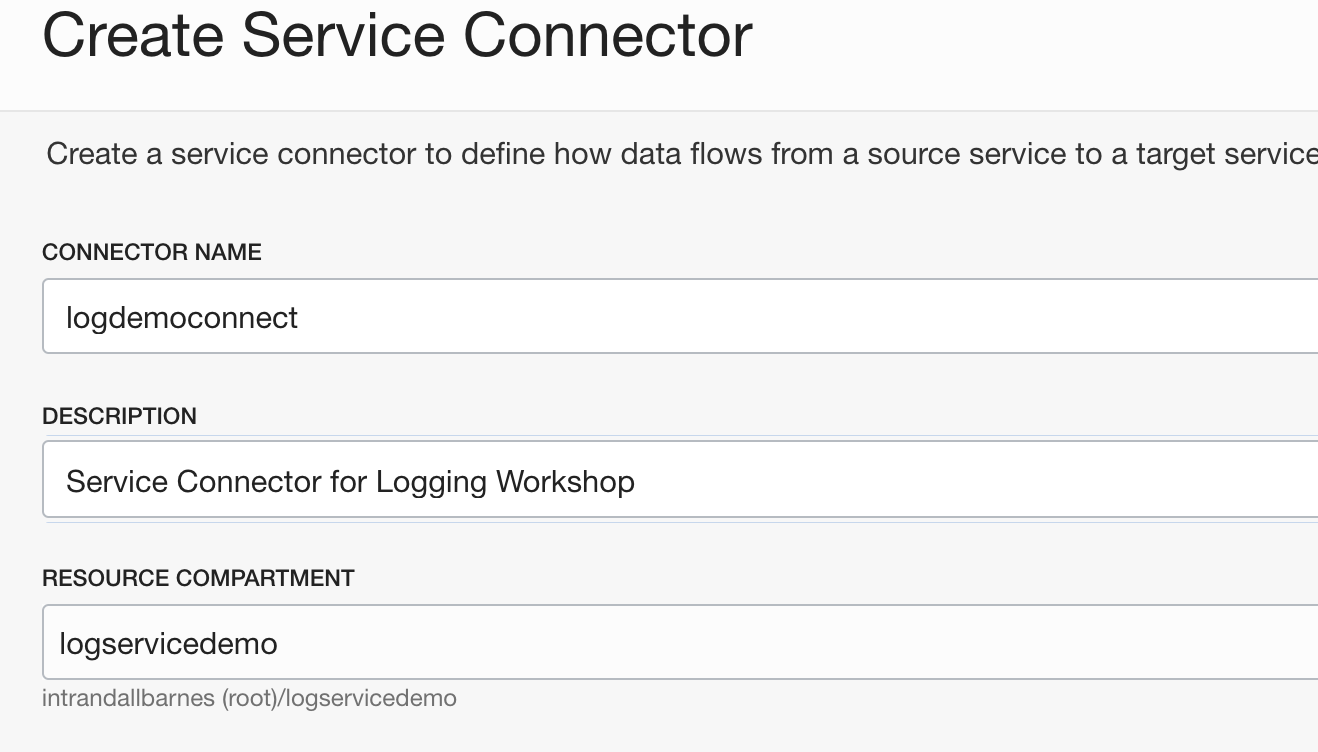 Create Service Connector
Create a service connector to define how data flows from a source service to a target service
CONNECTOR NAME
logdemoconnect
DESCRIPTION
Service Connector for Logging Workshop
RESOURCE COMPARTMENT
logservicedemo
intrandallbarnes (root)/logservicedemo